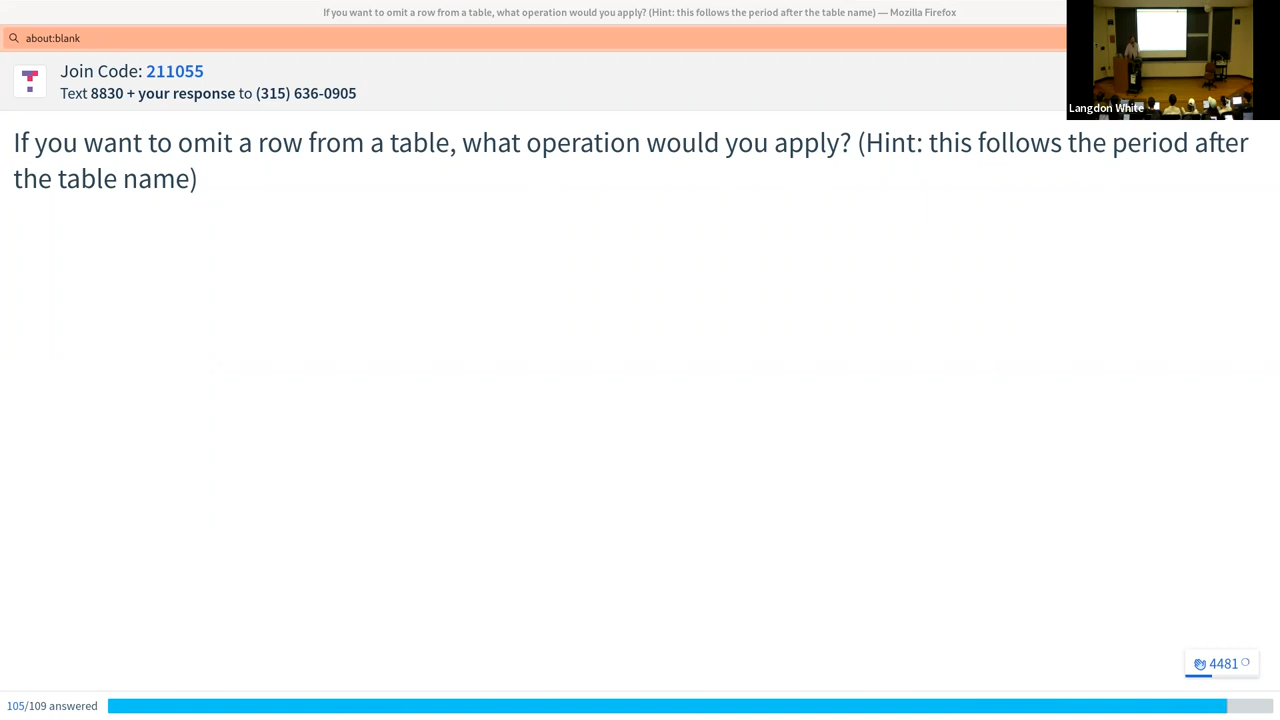 If you want to omit a row from a table, what operation would you apply? (Hint: this follows the period after the table name) — Mozilla Firefox
about:blank
Join Code: 211055
Text 8830 + your response to (315) 636-0905
Langdon White
If you want to omit a row from a table, what operation would you apply? (Hint: this follows the period after
the table name)
4481
105/109 answered